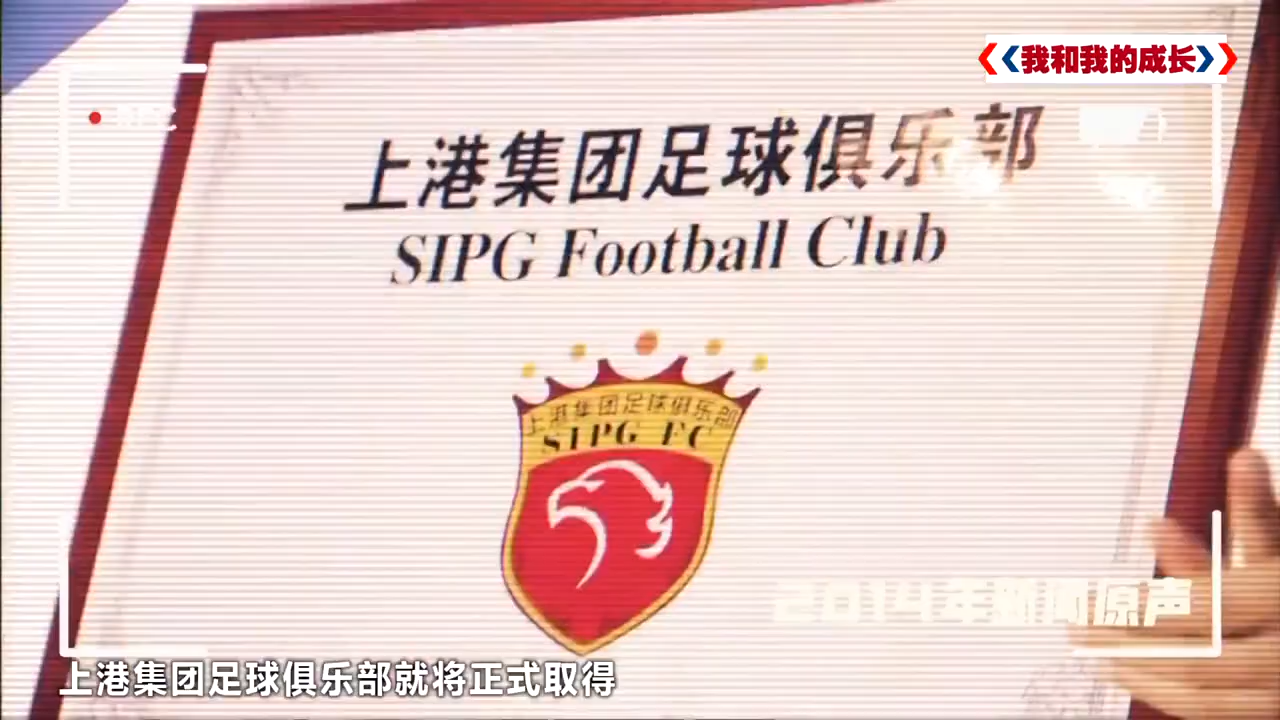 《我和我的成长》
REC
上港集团足球俱乐部
SIPG Football Club
上港集团足球俱乐部
SIPG FC
2014年新闻原声
上港集团足球俱乐部就将正式取得